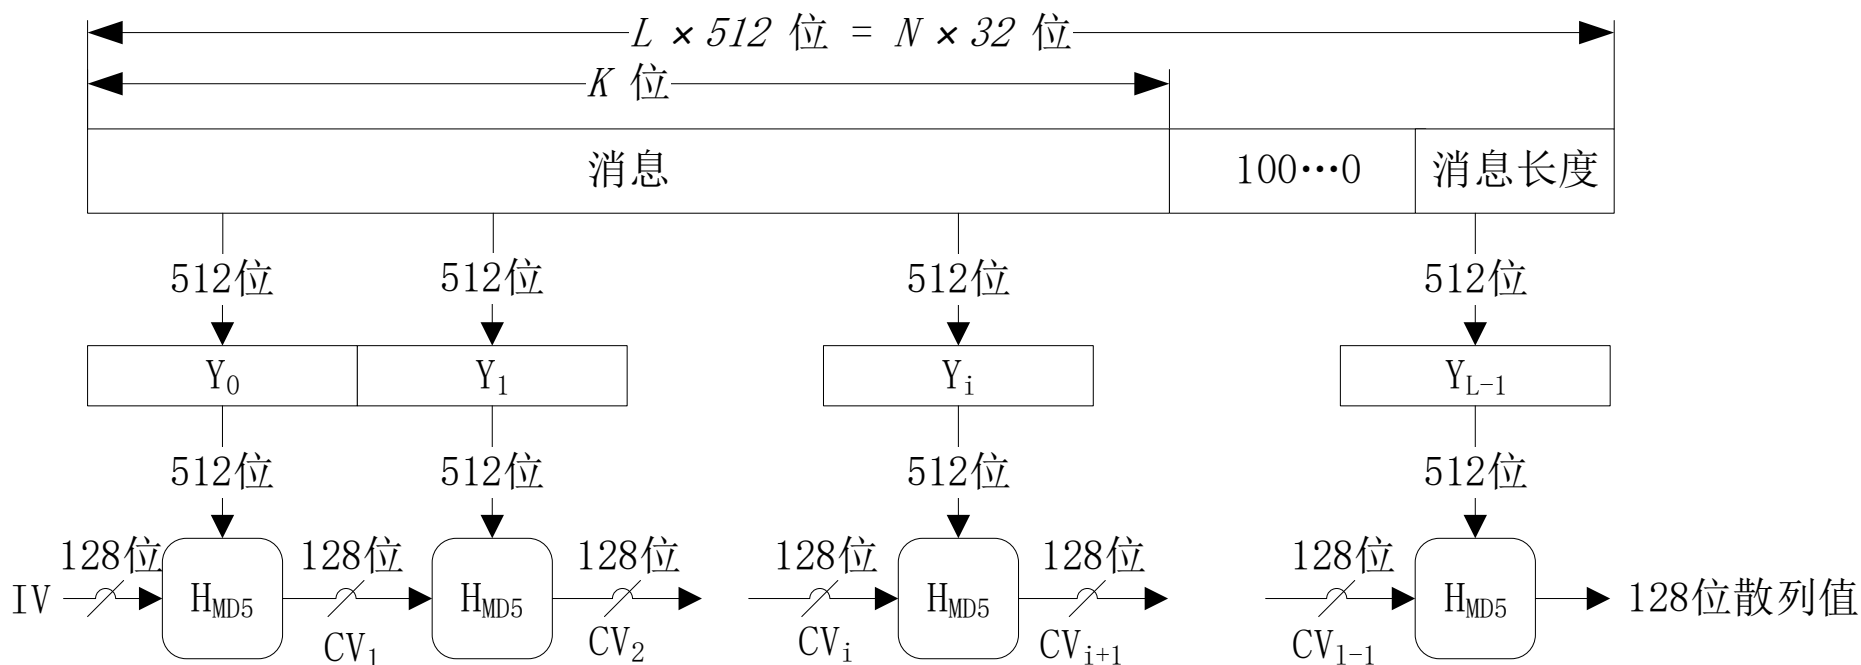 L × 512 位 = N × 32 位
K 位
消息 100…0 消息长度
512位 512位 512位 512位
Y0 Y1 Yi YL-1
512位 512位 512位 512位
128位 128位 128位 128位 128位 128位
IV HMD5 HMD5 HMD5 HMD5 128位散列值
CV1 CV2 CVi CVi+1 CVl-1